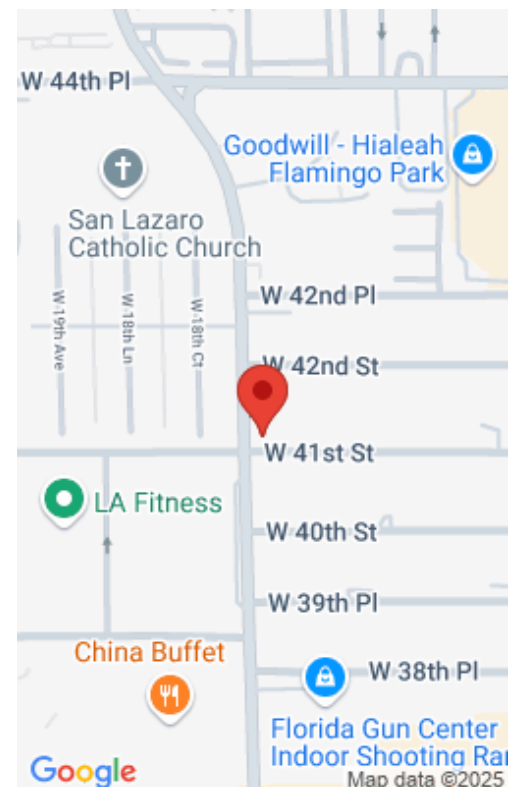 W 44th Pl
Goodwill - Hialeah
Flamingo Park
San Lazaro
Catholic Church
W 42nd Pl
W 19th Ave
W 18th Ln
W 18th Ct
W 42nd St
W 41st St
LA Fitness
W 40th St
W 39th Pl
China Buffet
W 38th Pl
Florida Gun Center
Indoor Shooting Ra
Google
Map data ©2025